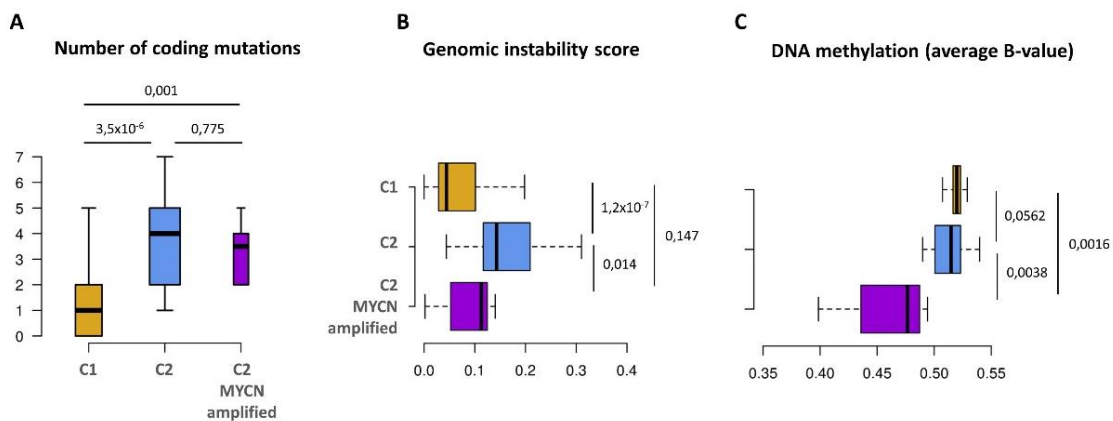 A
Number of coding mutations
0,001
3,5x10-6
0,775
7
6
5
4
3
2
1
0
C1
C2
C2
MYCN
amplified
B
Genomic instability score
C1
C2
C2
MYCN
amplified
1,2x10-7
0,014
0,147
0.0
0.1
0.2
0.3
0.4
C
DNA methylation (average B-value)
0,0562
0,0038
0,0016
0.35
0.40
0.45
0.50
0.55